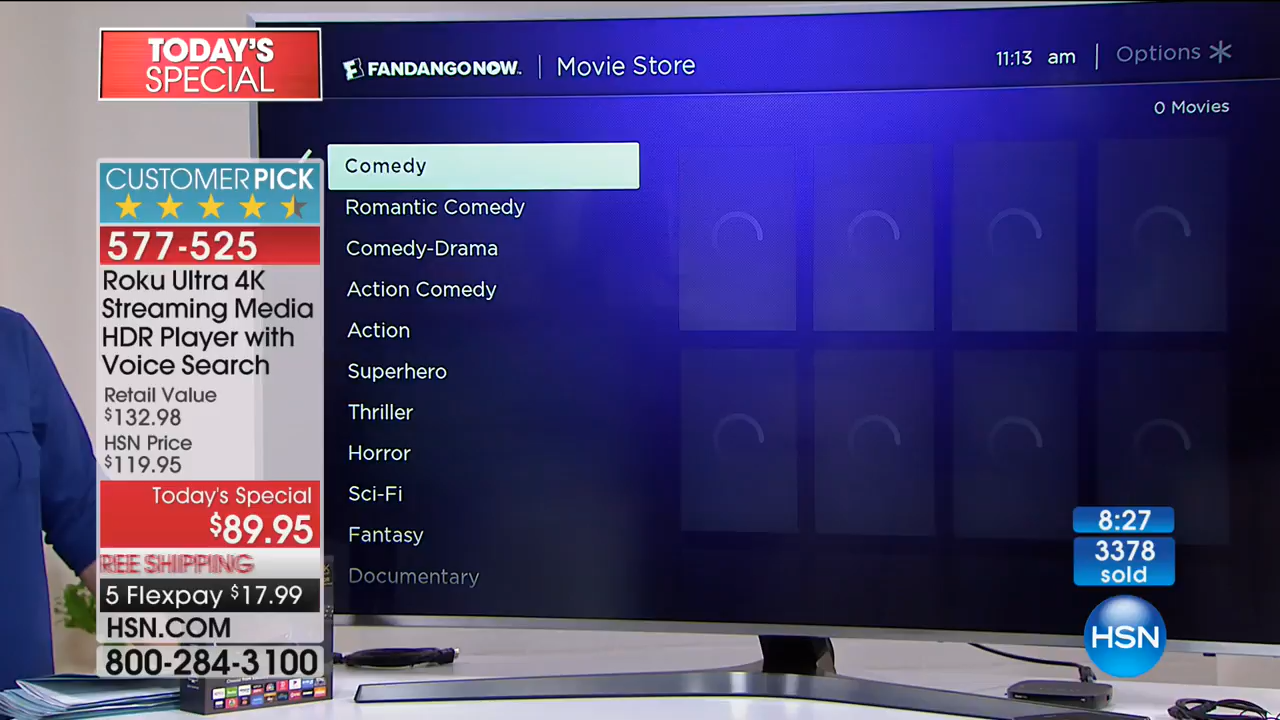 TODAY'S
SPECIAL
CUSTOMER PICK
577-525
Roku Ultra 4K
Streaming Media
HDR Player with
Voice Search
Retail Value
$132.98
HSN Price
$119.95
Today's Special
$89.95
REE SHIPPING
5 Flexpay $17.99
HSN.COM
800-284-3100
FANDANGONOW. | Movie Store
11:13 am | Options
0 Movies
Comedy
Romantic Comedy
Comedy-Drama
Action Comedy
Action
Superhero
Thriller
Horror
Sci-Fi
Fantasy
Documentary
8:27
3378
sold
HSN